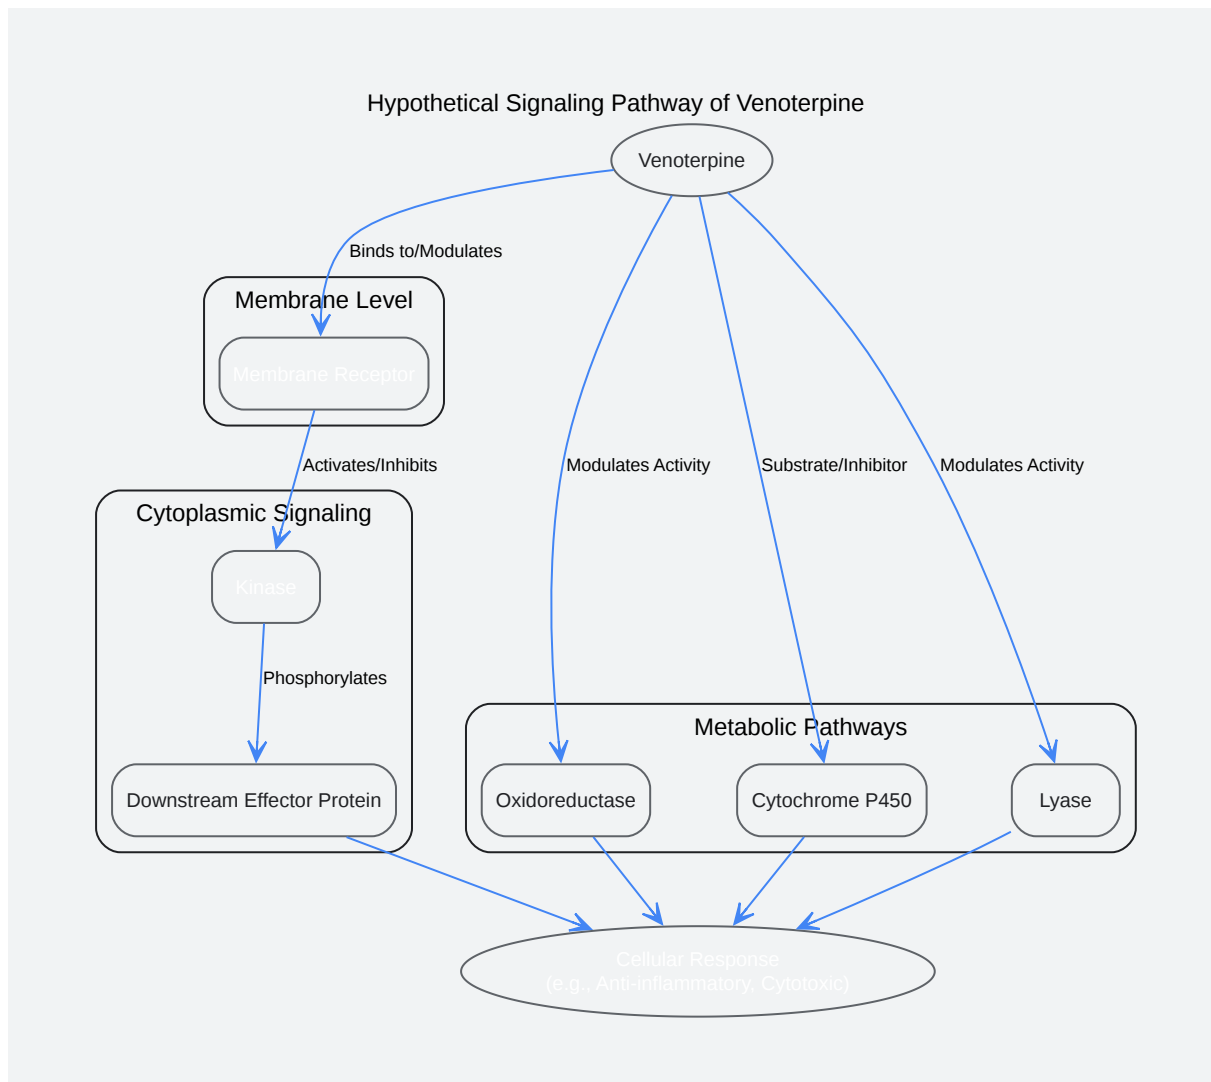 Hypothetical Signaling Pathway of Venoterpine
Venoterpine
Binds to/Modulates
Membrane Level
Membrane Receptor
Activates/Inhibits
Modulates Activity
Substrate/Inhibitor
Modulates Activity
Cytoplasmic Signaling
Kinase
Phosphorylates
Metabolic Pathways
Downstream Effector Protein
Oxidoreductase
Cytochrome P450
Lyase
Cellular Response
(e.g., Anti-inflammatory, Cytotoxic)